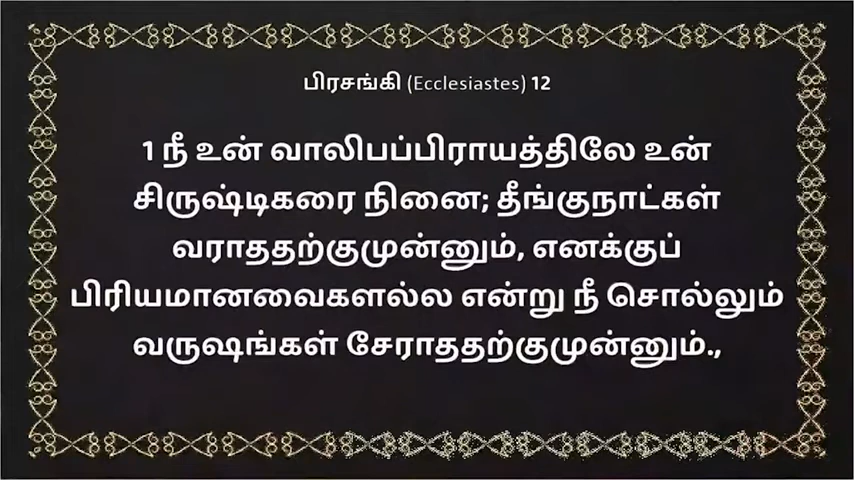 பிரசங்கி (Ecclesiastes) 12
1 நீ உன் வாலிபப்பிராயத்திலே உன்
சிருஷ்டிகரை நினை; தீங்குநாட்கள்
வராததற்குமுன்னும், எனக்குப்
பிரியமானவைகளல்ல என்று நீ சொல்லும்
வருஷங்கள் சேராததற்குமுன்னும்.,